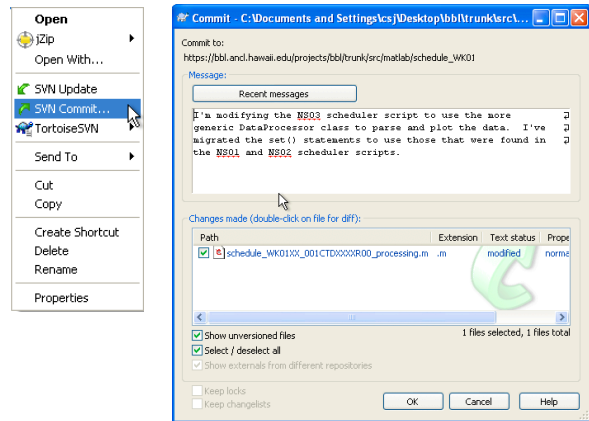 Open
jZip
Open With...
SVN Update
SVN Commit...
TortoiseSVN
Send To
Cut
Copy
Create Shortcut
Delete
Rename
Properties
Commit - C:\Documents and Settings\csj\Desktop\bbl\trunk\src\...
Commit to:
https://bbl.ancl.hawaii.edu/projects/bbl/trunk/src/matlab/schedule_WK01
Message:
Recent messages
I'm modifying the NS03 scheduler script to use the more
generic DataProcessor class to parse and plot the data. I've
migrated the set() statements to use those that were found in
the NS01 and NS02 scheduler scripts.
Changes made (double-click on file for diff):
Path Extension Text status Prope
schedule_WK01XX_001CTDXXXXR00_processing.m .m modified norma
Show unversioned files 1 files selected, 1 files total
Select / deselect all
Show externals from different repositories
Keep locks
Keep changelists
OK Cancel Help